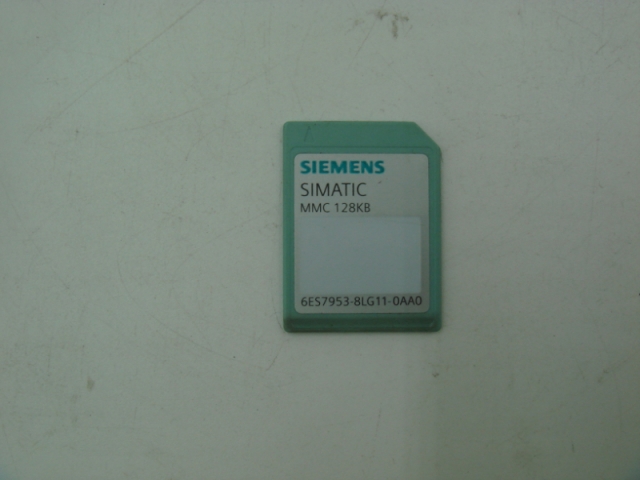 SIEMENS
SIMATIC
MMC 128KB
6ES7953-8LG11-0AA0